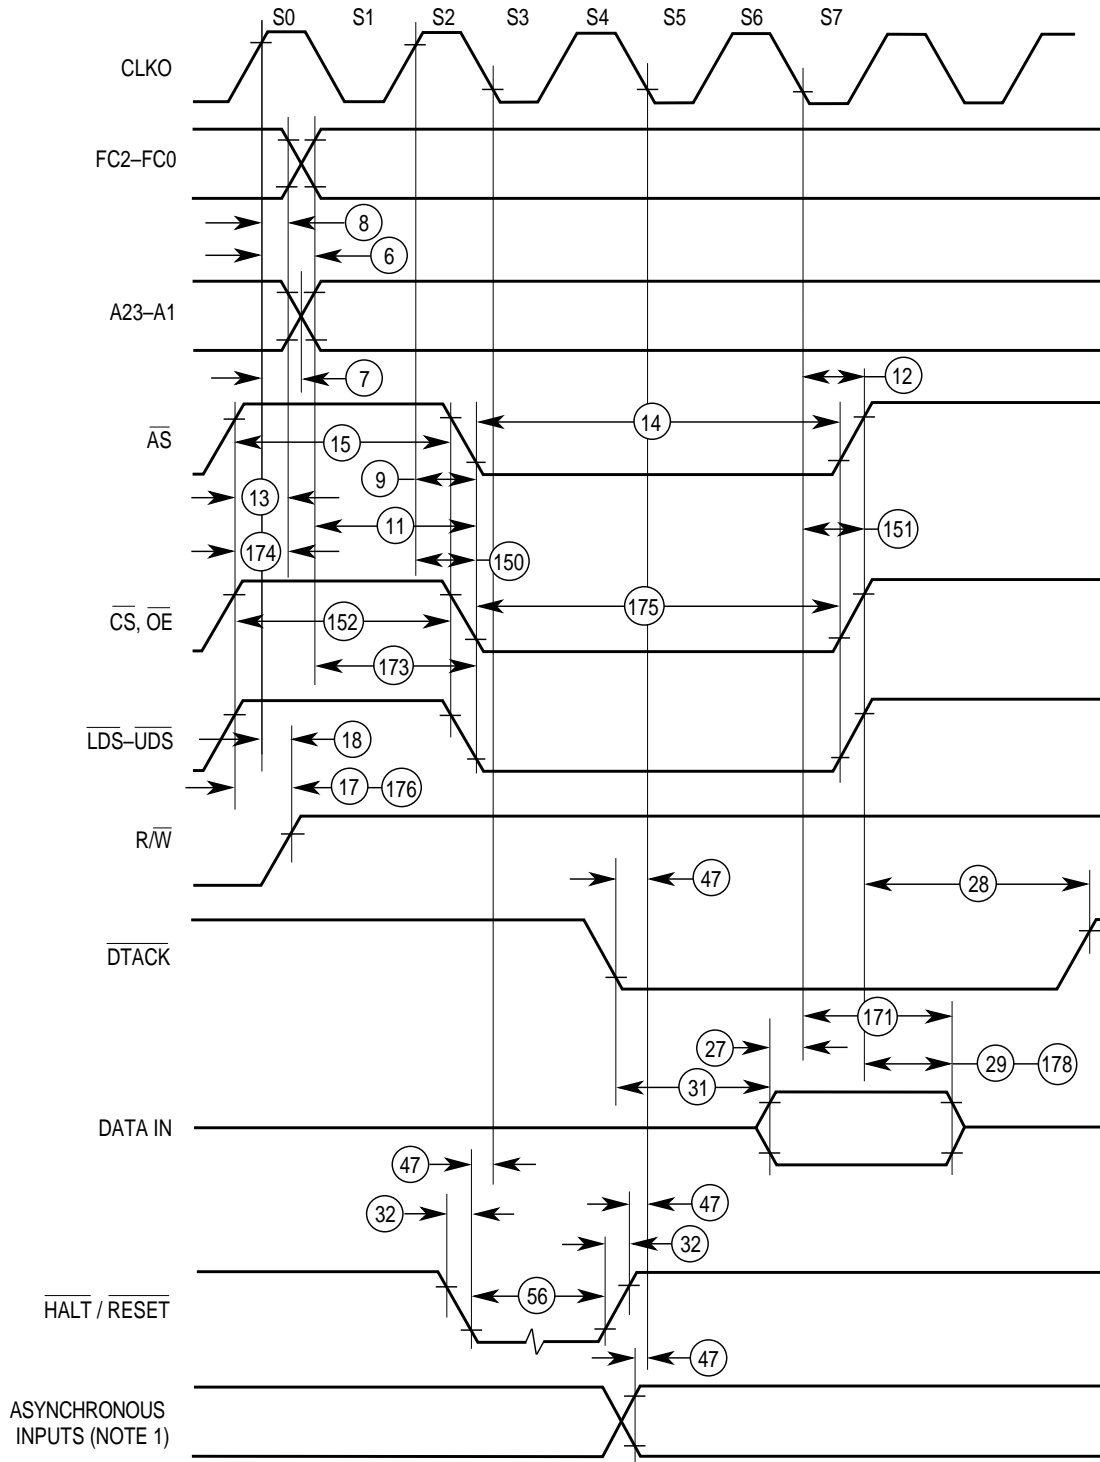 S0 S1 S2 S3 S4 S5 S6 S7
CLKO
FC2–FC0
8
6
A23–A1
7
12
AS
14
15
9
13
11
151
174
150
CS, OE
175
152
173
LDS–UDS
18
17 176
R/W
47
28
DTACK
171
27
29 178
31
DATA IN
47
32
47
32
HALT / RESET
56
47
ASYNCHRONOUS
INPUTS (NOTE 1)